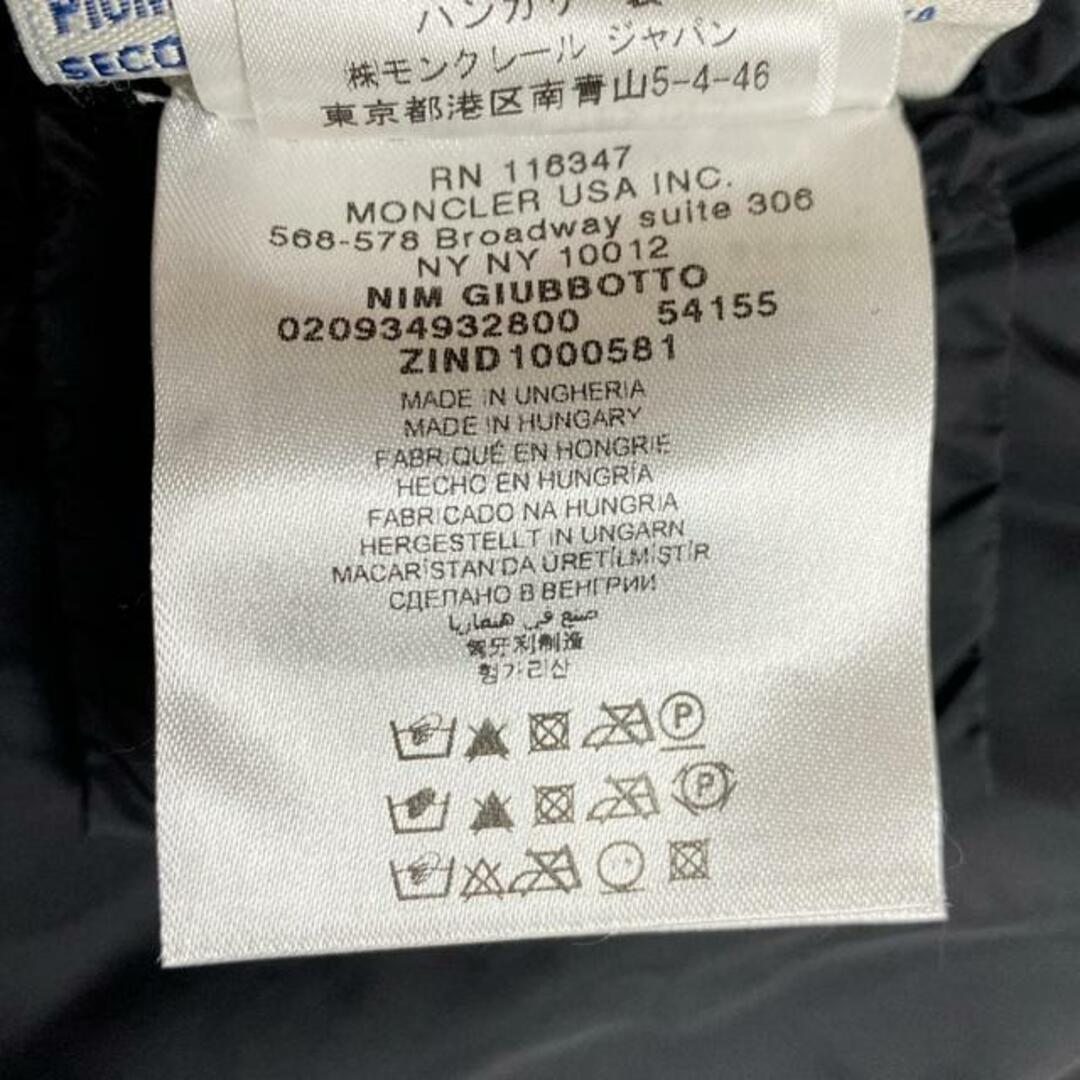 SECO
ハンガリー製
株モンクレール ジャパン
東京都港区南青山5-4-46
RN 116347
MONCLER USA INC.
568-578 Broadway suite 306
NY NY 10012
NIM GIUBBOTTO
020934932800 54155
ZIND1000581
MADE IN UNGHERIA
MADE IN HUNGARY
FABRIQUÉ EN HONGRIE
HECHO EN HUNGRÍA
FABRICADO NA HUNGRIA
HERGESTELLT IN UNGARN
MACARİSTAN'DA ÜRETİLMİŞTİR
СДЕЛАНО В ВЕНГРИИ
صنع في هنغاريا
匈牙利制造
헝가리산
P
P